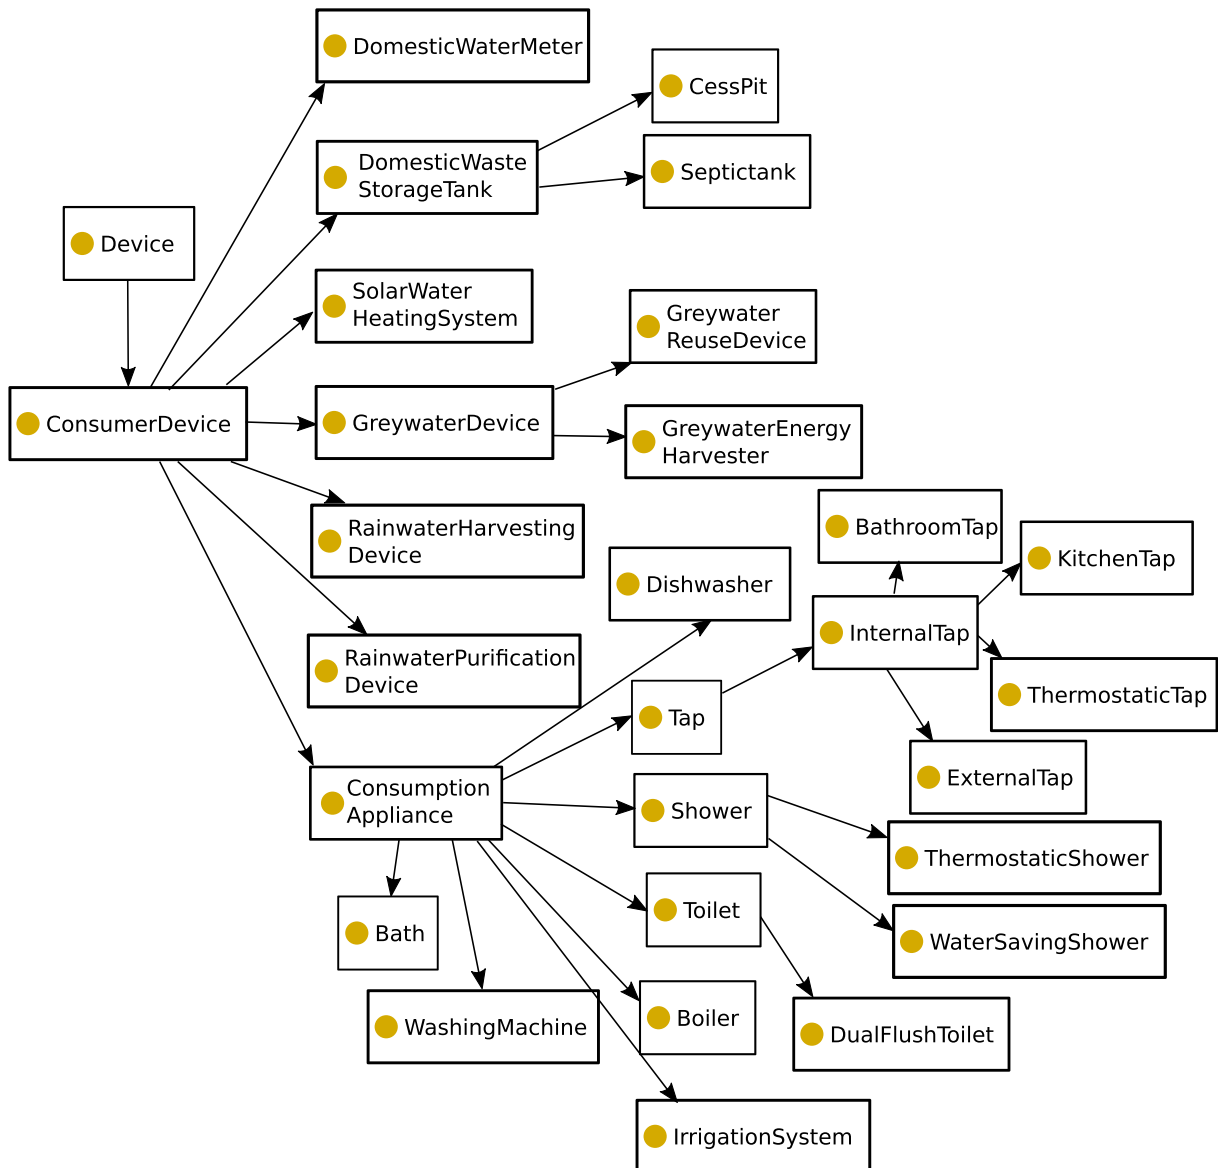 DomesticWaterMeter
CessPit
DomesticWaste
StorageTank
Septictank
Device
SolarWater
HeatingSystem
Greywater
ReuseDevice
ConsumerDevice
GreywaterDevice
GreywaterEnergy
Harvester
RainwaterHarvesting
Device
BathroomTap
KitchenTap
Dishwasher
InternalTap
RainwaterPurification
Device
ThermostaticTap
Tap
ExternalTap
Consumption
Appliance
Shower
ThermostaticShower
Toilet
Bath
WaterSavingShower
WashingMachine
Boiler
DualFlushToilet
IrrigationSystem